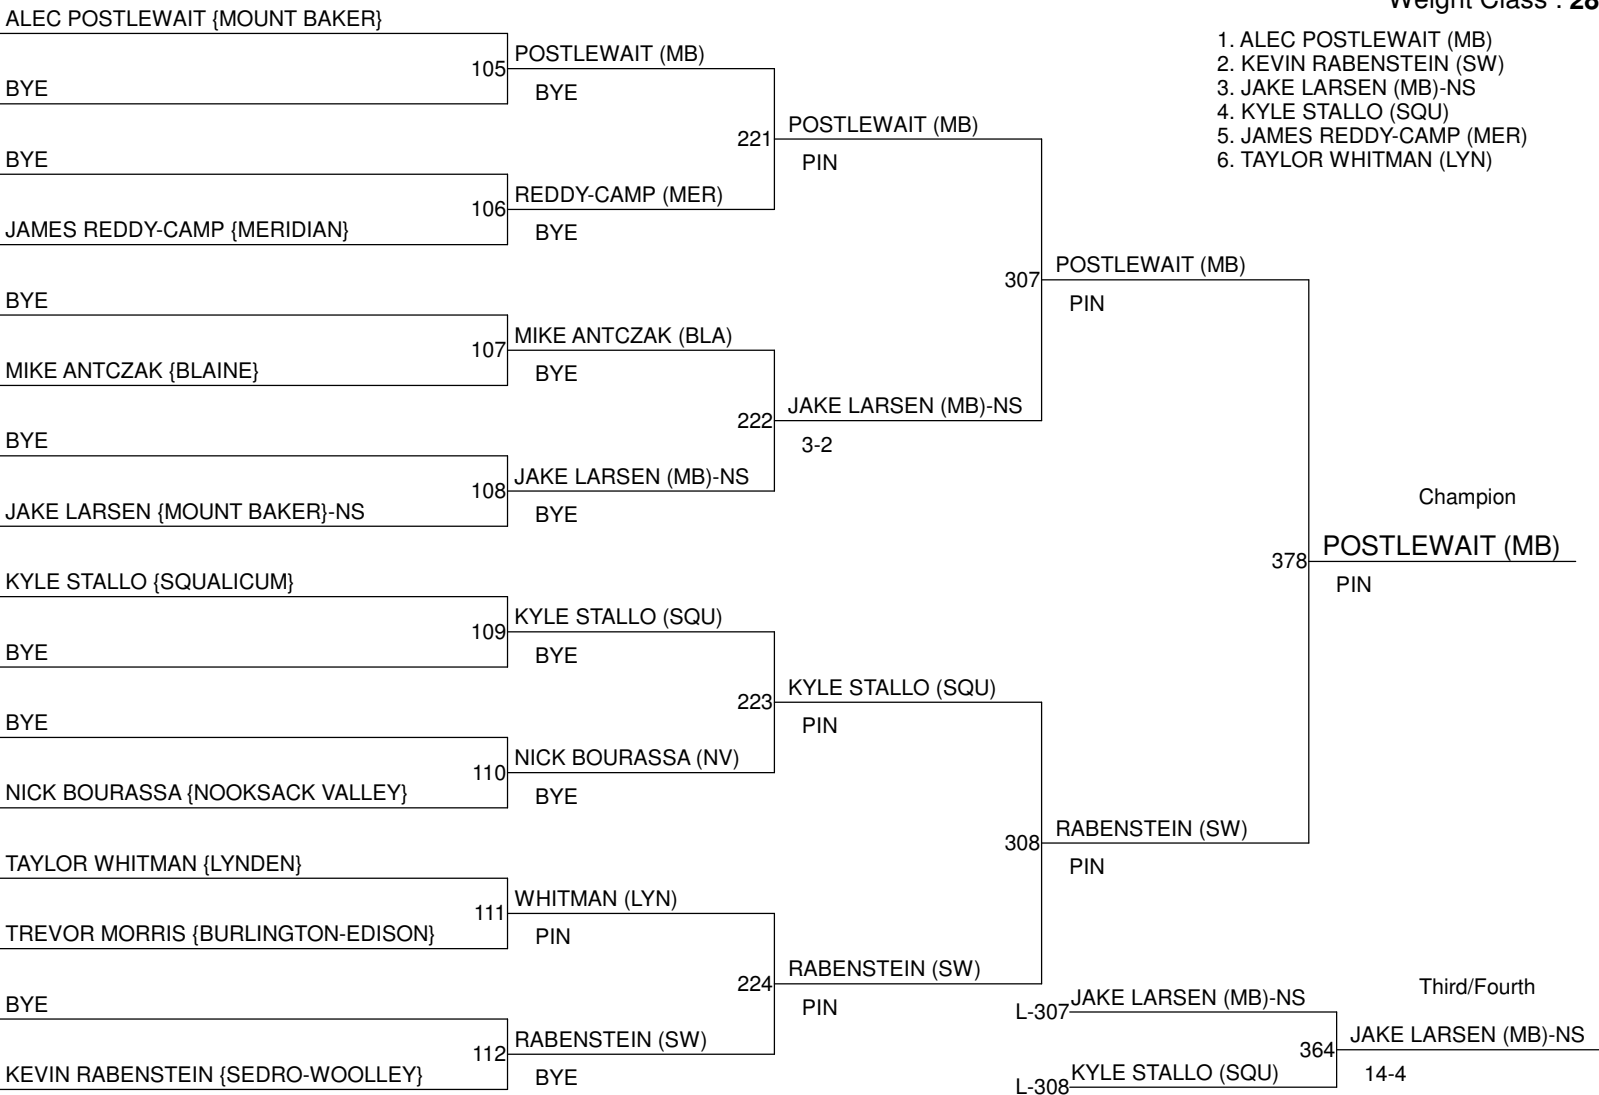 Weight Class : 28
1. ALEC POSTLEWAIT (MB)
2. KEVIN RABENSTEIN (SW)
3. JAKE LARSEN (MB)-NS
4. KYLE STALLO (SQU)
5. JAMES REDDY-CAMP (MER)
6. TAYLOR WHITMAN (LYN)
ALEC POSTLEWAIT {MOUNT BAKER}
BYE
BYE
JAMES REDDY-CAMP {MERIDIAN}
BYE
MIKE ANTCZAK {BLAINE}
BYE
JAKE LARSEN {MOUNT BAKER}-NS
KYLE STALLO {SQUALICUM}
BYE
BYE
NICK BOURASSA {NOOKSACK VALLEY}
TAYLOR WHITMAN {LYNDEN}
TREVOR MORRIS {BURLINGTON-EDISON}
BYE
KEVIN RABENSTEIN {SEDRO-WOOLLEY}
105 POSTLEWAIT (MB)
BYE
106 REDDY-CAMP (MER)
BYE
107 MIKE ANTCZAK (BLA)
BYE
108 JAKE LARSEN (MB)-NS
BYE
109 KYLE STALLO (SQU)
BYE
110 NICK BOURASSA (NV)
BYE
111 WHITMAN (LYN)
PIN
112 RABENSTEIN (SW)
BYE
221 POSTLEWAIT (MB)
PIN
222 JAKE LARSEN (MB)-NS
3-2
223 KYLE STALLO (SQU)
PIN
224 RABENSTEIN (SW)
PIN
307 POSTLEWAIT (MB)
PIN
308 RABENSTEIN (SW)
PIN
Champion
378 POSTLEWAIT (MB)
PIN
L-307 JAKE LARSEN (MB)-NS
L-308 KYLE STALLO (SQU)
Third/Fourth
364 JAKE LARSEN (MB)-NS
14-4